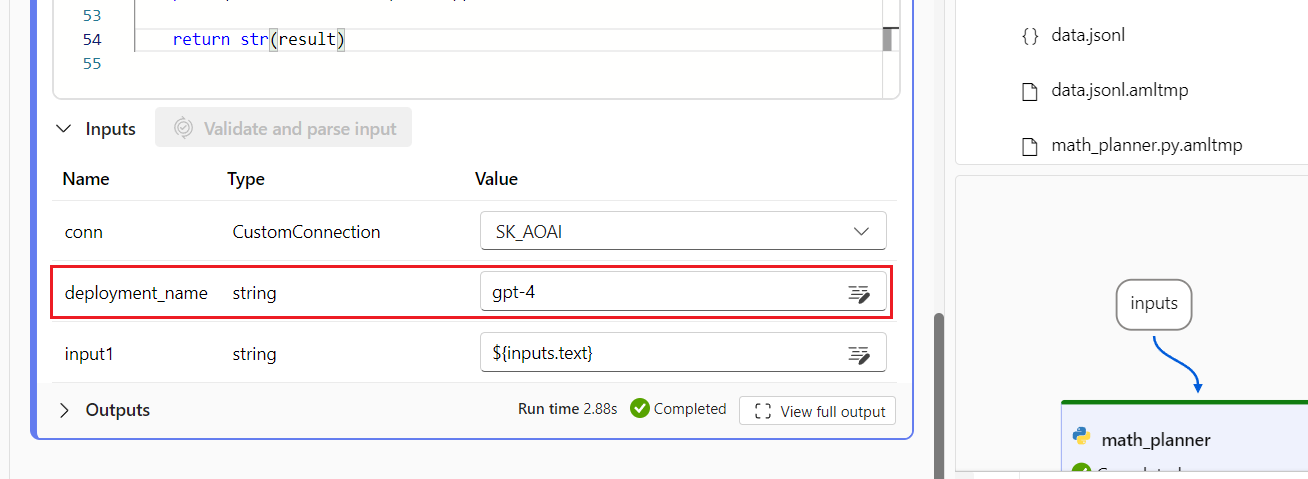 53
54 return str(result)
55
Inputs Validate and parse input
Name Type Value
conn CustomConnection SK_AOAI
deployment_name string gpt-4
input1 string ${inputs.text}
Outputs Run time 2.88s Completed View full output
{} data.jsonl
data.jsonl.amltmp
math_planner.py.amltmp
inputs
math_planner